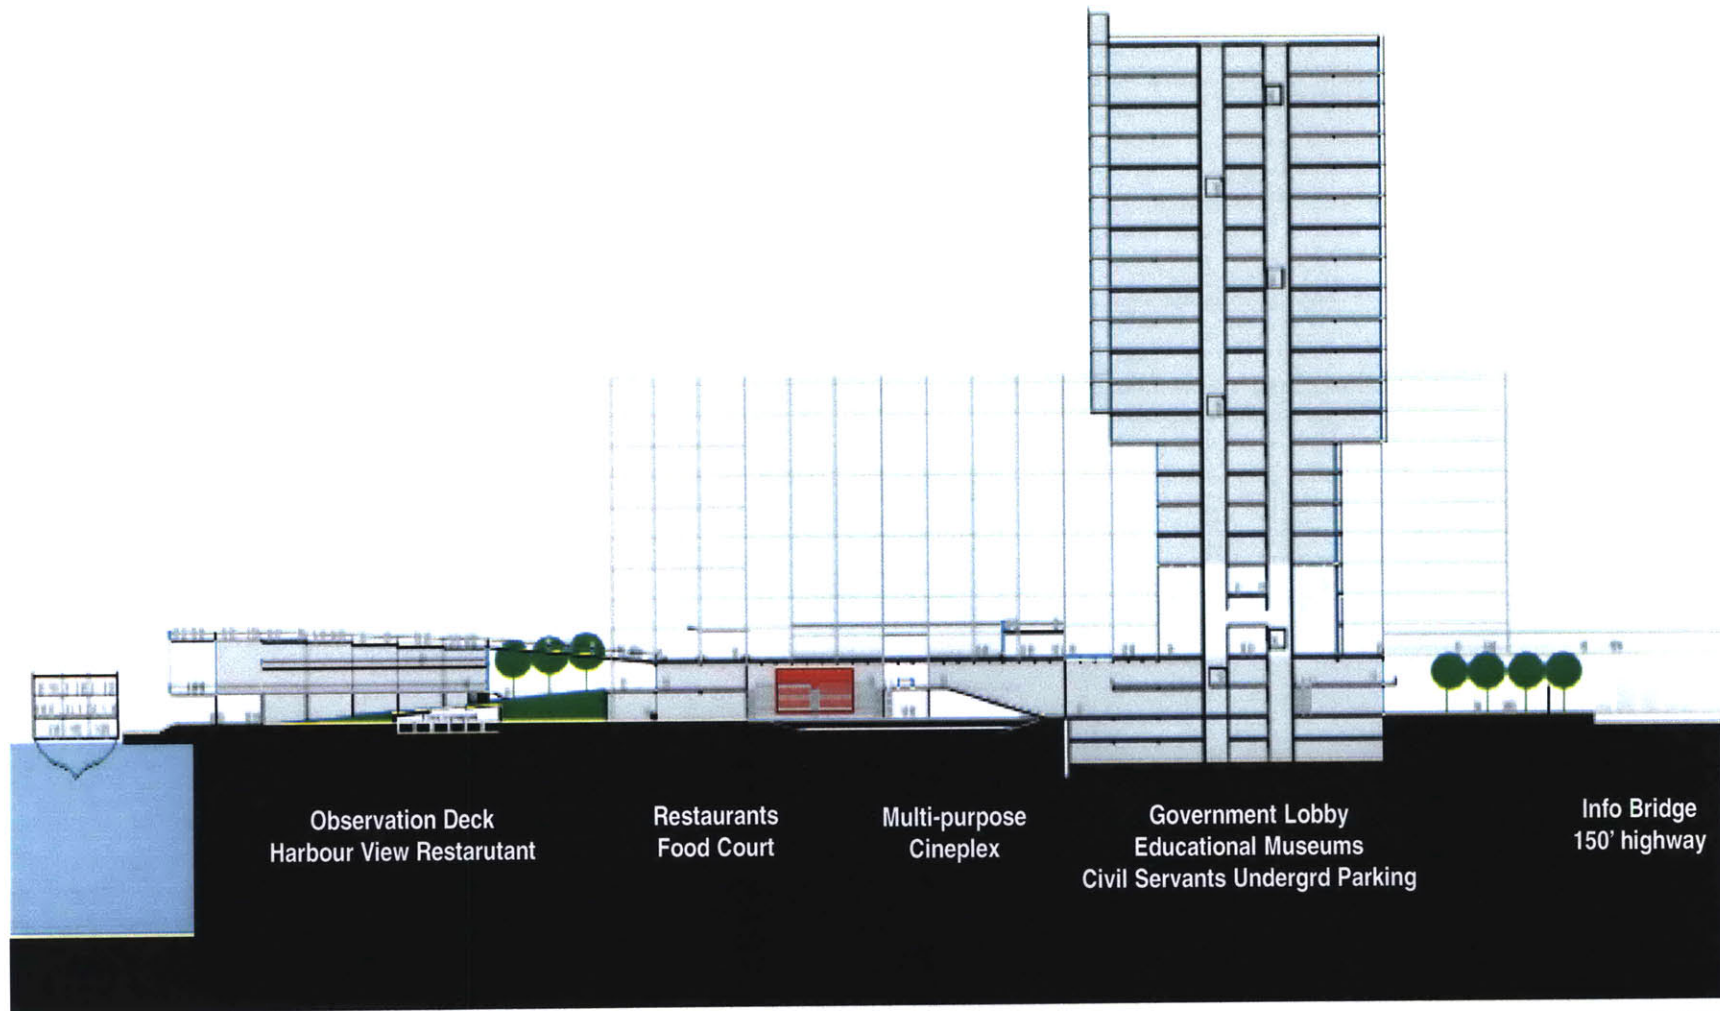 Observation Deck
Harbour View Restarutant
Restaurants
Food Court
Multi-purpose
Cineplex
Government Lobby
Educational Museums
Civil Servants Undergrd Parking
Info Bridge
150' highway